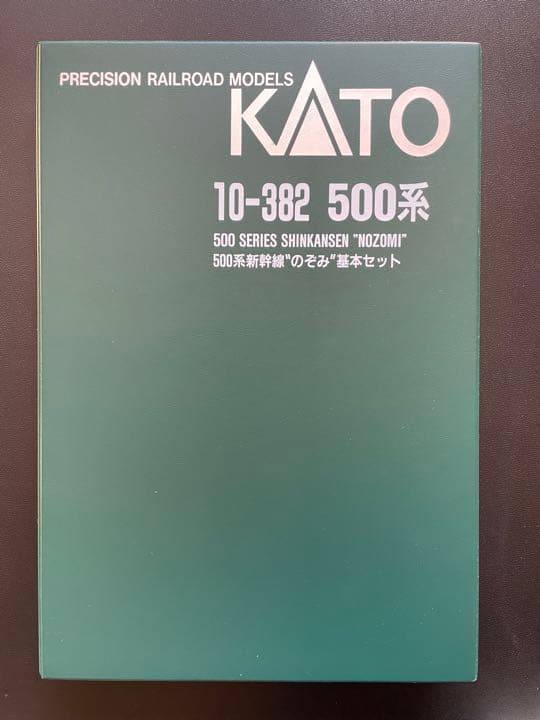 PRECISION RAILROAD MODELS
KATO
10-382 500系
500 SERIES SHINKANSEN "NOZOMI"
500系新幹線"のぞみ"基本セット